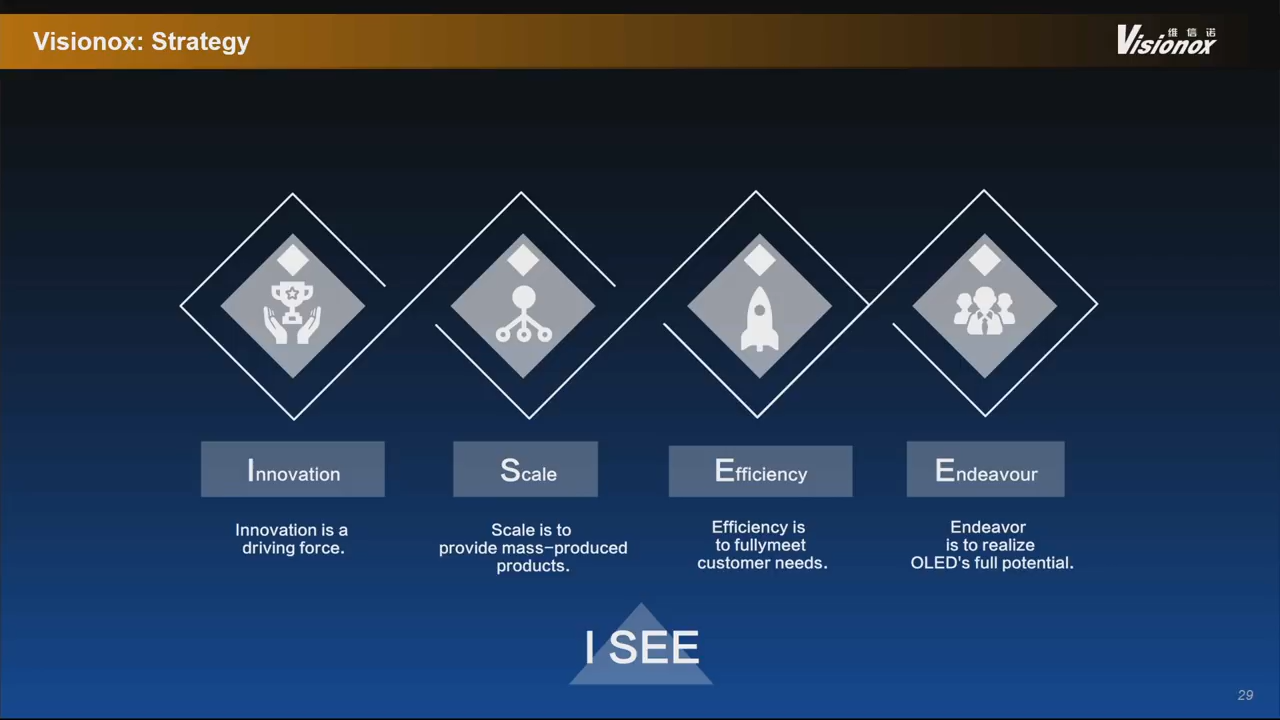 Visionox: Strategy
维信诺
Visionox
Innovation
Scale
Efficiency
Endeavour
Innovation is a
driving force.
Scale is to
provide mass-produced
products.
Efficiency is
to fullymeet
customer needs.
Endeavor
is to realize
OLED's full potential.
I SEE
29